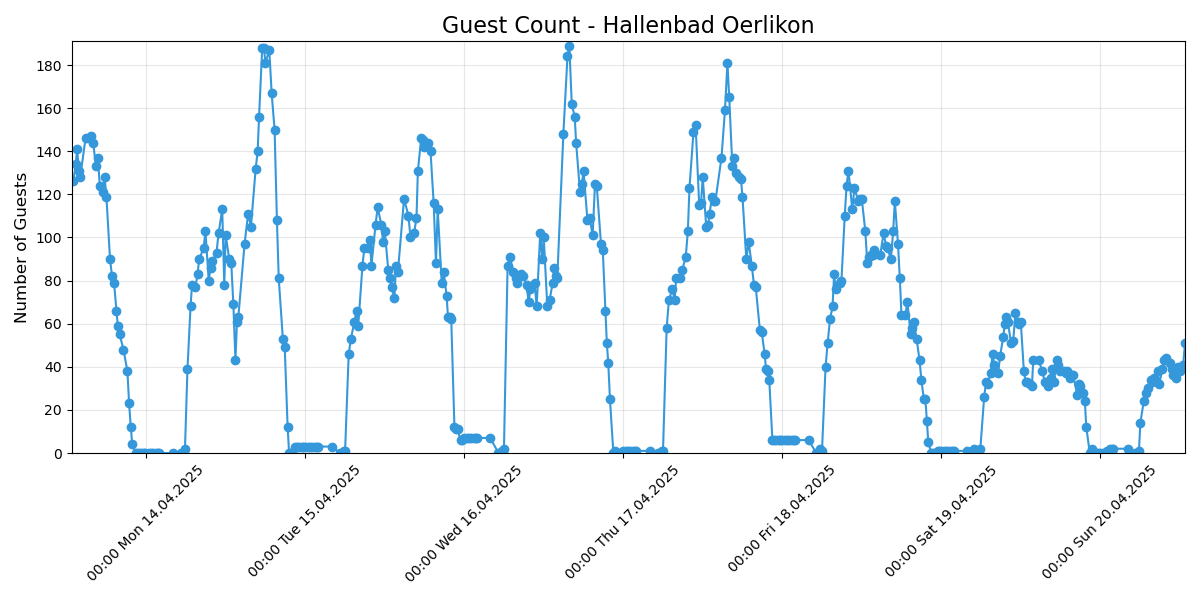 Guest Count - Hallenbad Oerlikon
Number of Guests
180
160
140
120
100
80
60
40
20
0
00:00 Mon 14.04.2025
00:00 Tue 15.04.2025
00:00 Wed 16.04.2025
00:00 Thu 17.04.2025
00:00 Fri 18.04.2025
00:00 Sat 19.04.2025
00:00 Sun 20.04.2025